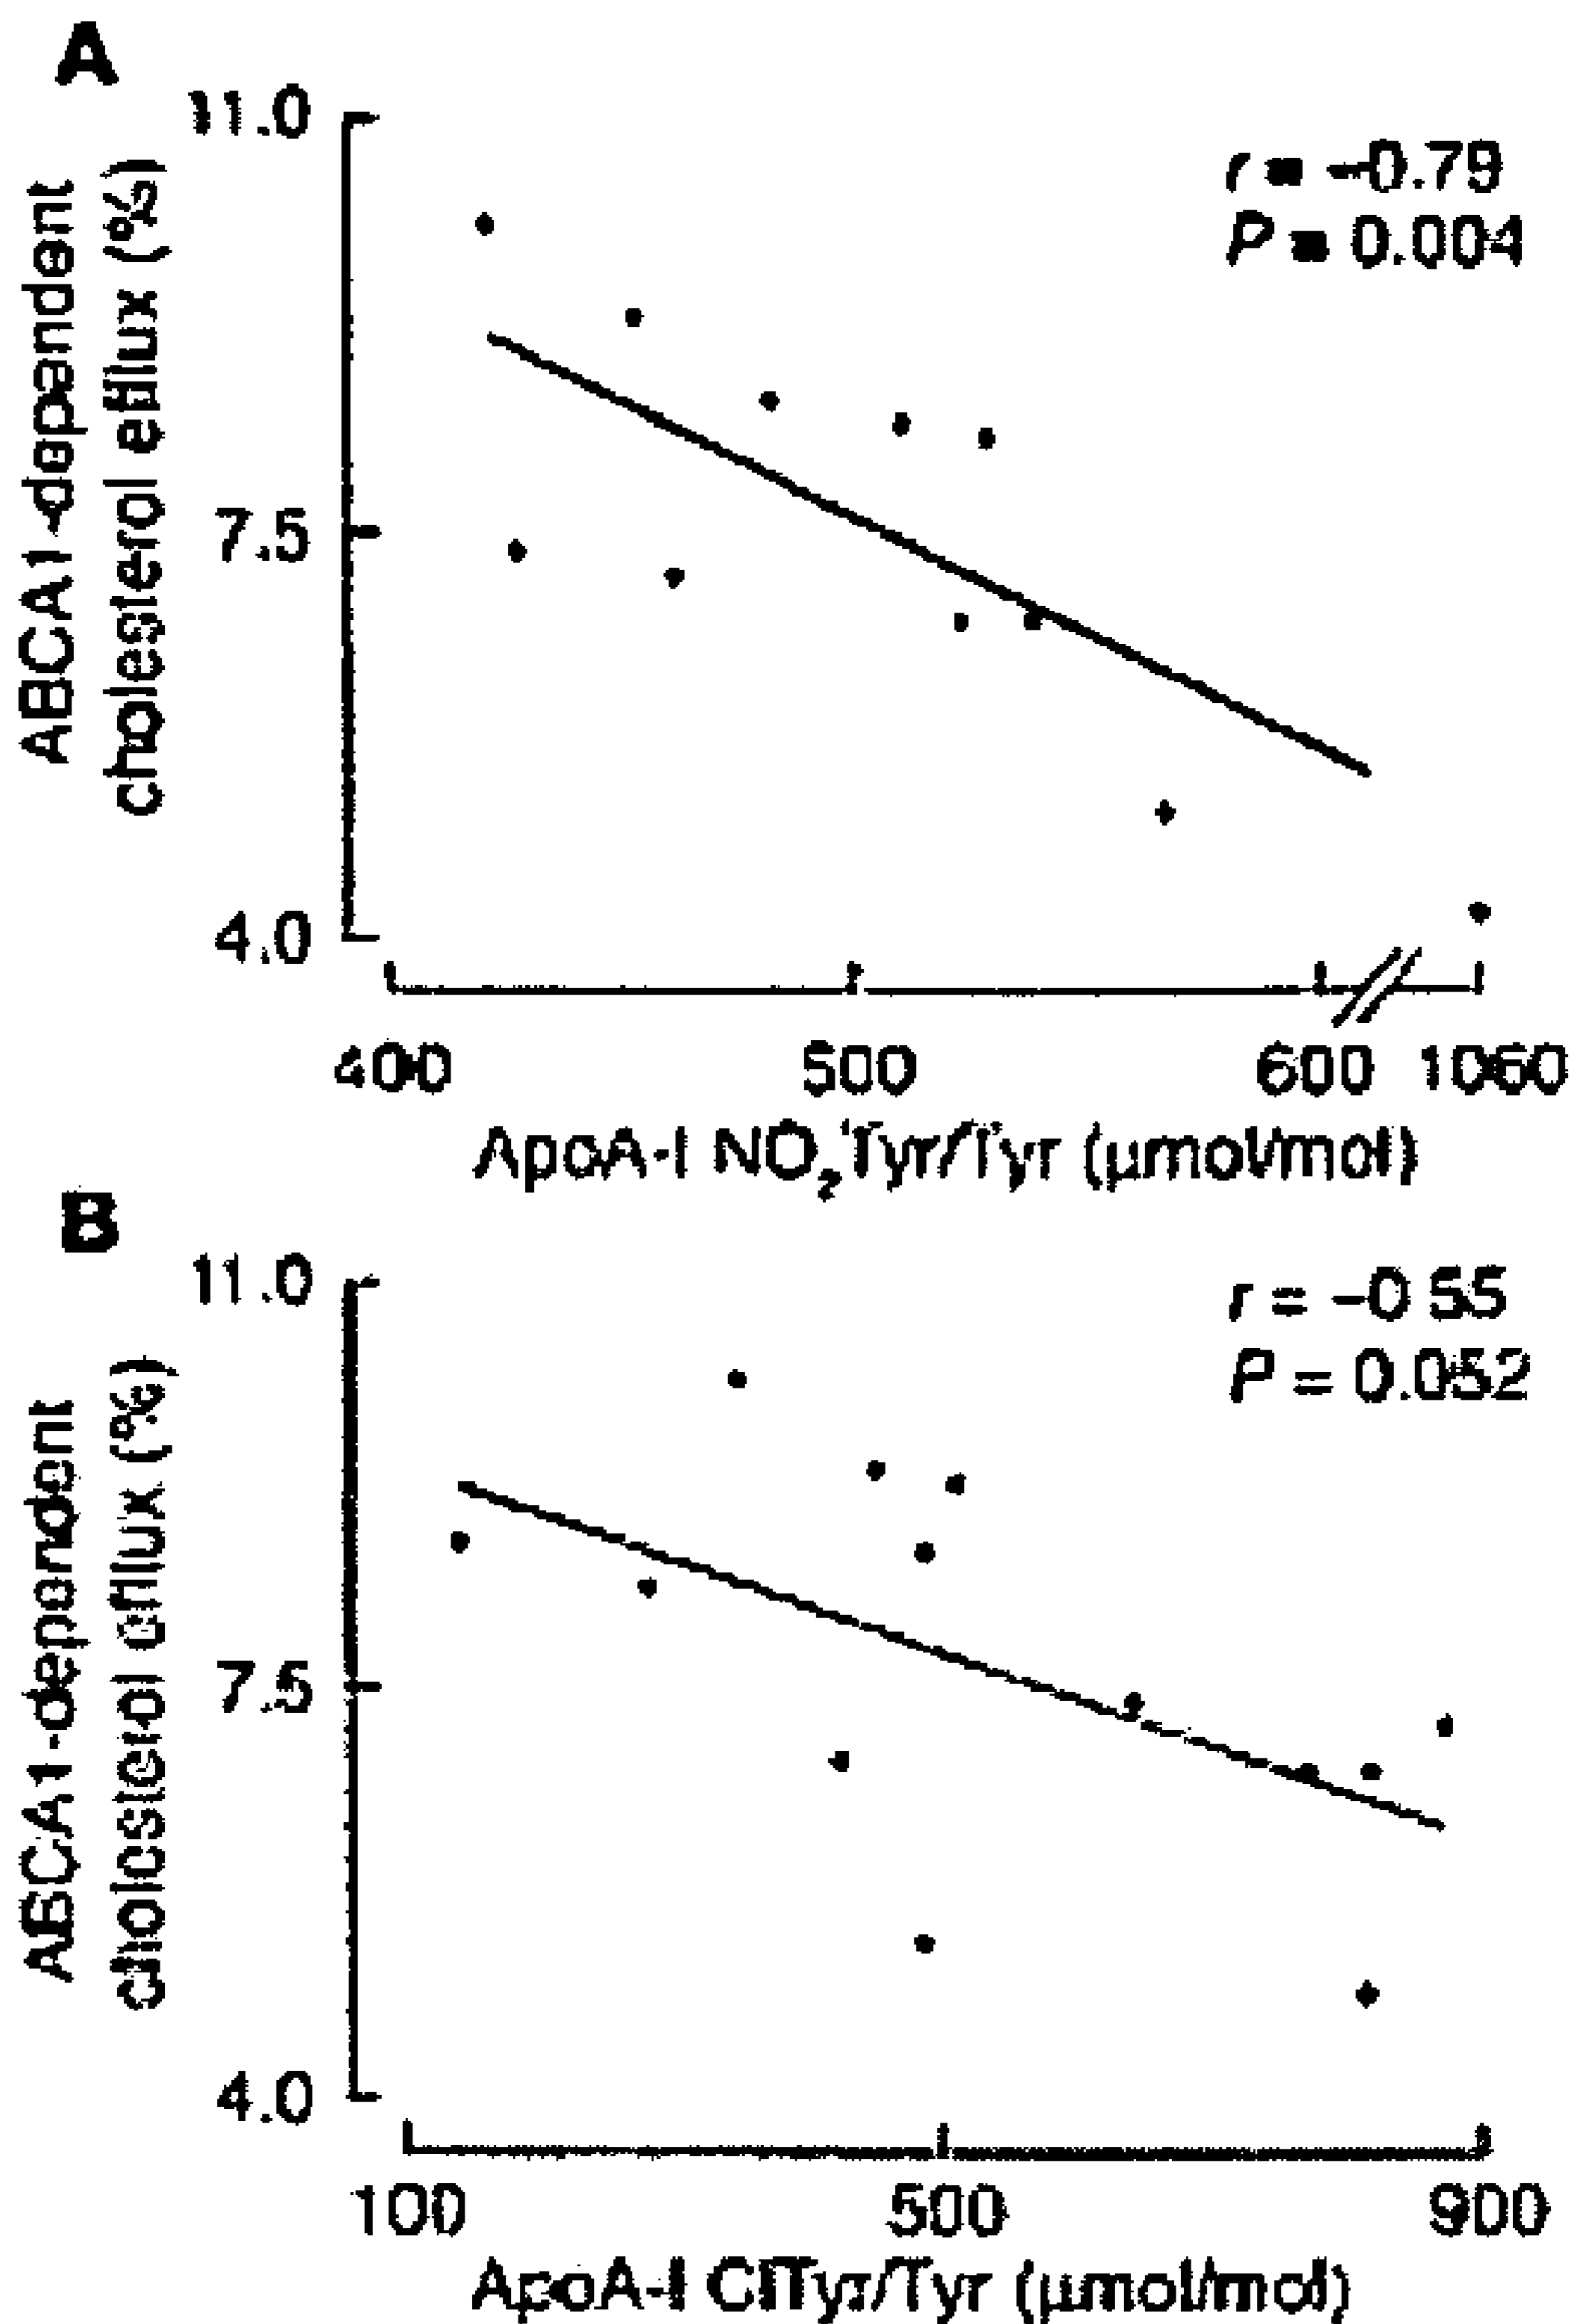 A
ABCA1-dependent
cholesterol efflux (%)
11.0
7.5
4.0
r = −0.79
P = 0.004
400 500 600 1060
ApoA-I NO₂Tyr/Tyr (μmol/mol)
B
ABCA1-dependent
cholesterol efflux (%)
11.0
7.5
4.0
r = −0.55
P = 0.052
100 500 900
ApoA-I ClTyr/Tyr (μmol/mol)